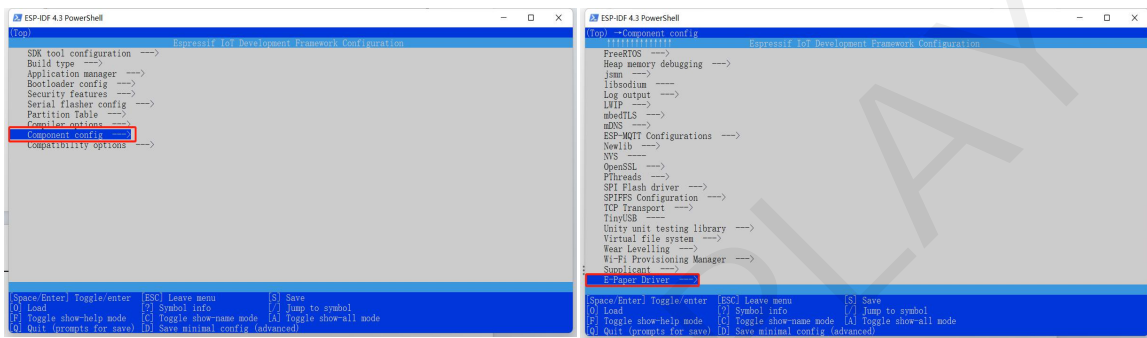 ESP-IDF 4.3 PowerShell
(Top)
Espressif IoT Development Framework Configuration
SDK tool configuration --->
Build type --->
Application manager --->
Bootloader config --->
Security features --->
Serial flasher config --->
Partition Table --->
Compiler options --->
Component config --->
Compatibility options --->
[Space/Enter] Toggle/enter [ESC] Leave menu [S] Save
[O] Load [?] Symbol info [/] Jump to symbol
[F] Toggle show-help mode [C] Toggle show-name mode [A] Toggle show-all mode
[Q] Quit (prompts for save) [D] Save minimal config (advanced)
ESP-IDF 4.3 PowerShell
(Top) →Component config
↑↑↑↑↑↑↑↑↑↑↑↑↑↑ Espressif IoT Development Framework Configuration
FreeRTOS --->
Heap memory debugging --->
jsmn --->
libsodium ----
Log output --->
LWIP --->
mbedTLS --->
mDNS --->
ESP-MQTT Configurations --->
Newlib --->
NVS ----
OpenSSL --->
PThreads --->
SPI Flash driver --->
SPIFFS Configuration --->
TCP Transport --->
TinyUSB ----
Unity unit testing library --->
Virtual file system --->
Wear Levelling --->
Wi-Fi Provisioning Manager --->
Supplicant --->
E-Paper Driver --->
[Space/Enter] Toggle/enter [ESC] Leave menu [S] Save
[O] Load [?] Symbol info [/] Jump to symbol
[F] Toggle show-help mode [C] Toggle show-name mode [A] Toggle show-all mode
[Q] Quit (prompts for save) [D] Save minimal config (advanced)
PLAY